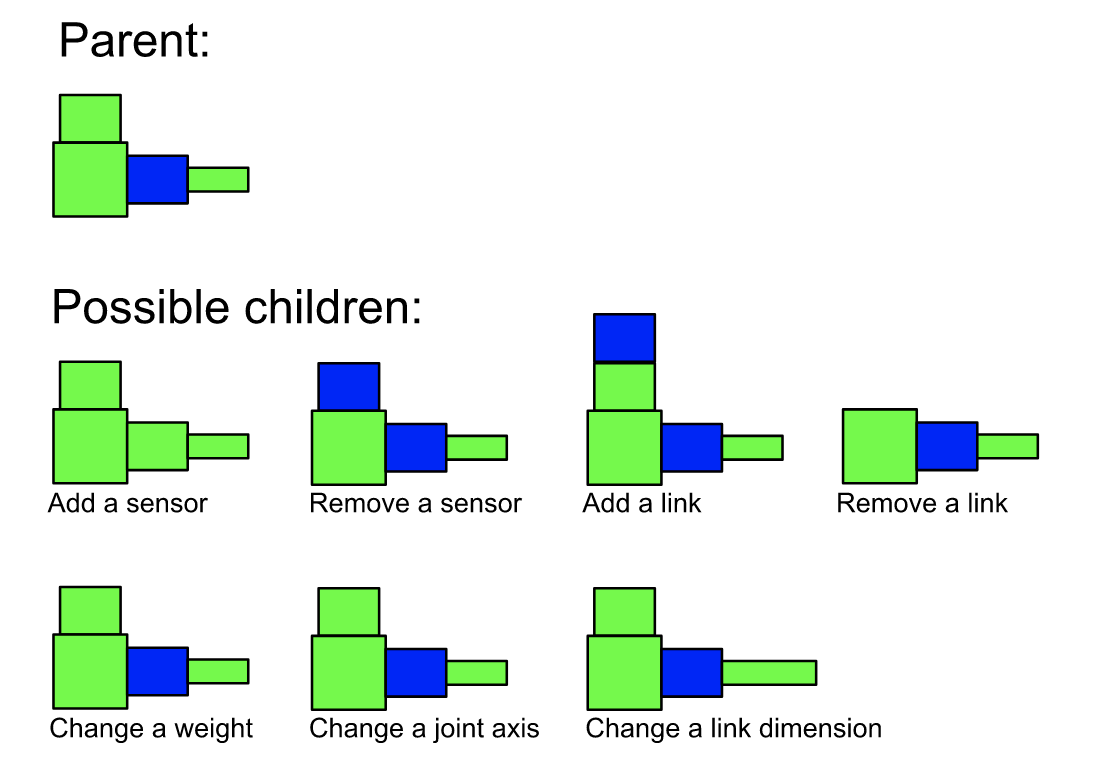 Parent:
Possible children:
Add a sensor
Remove a sensor
Add a link
Remove a link
Change a weight
Change a joint axis
Change a link dimension